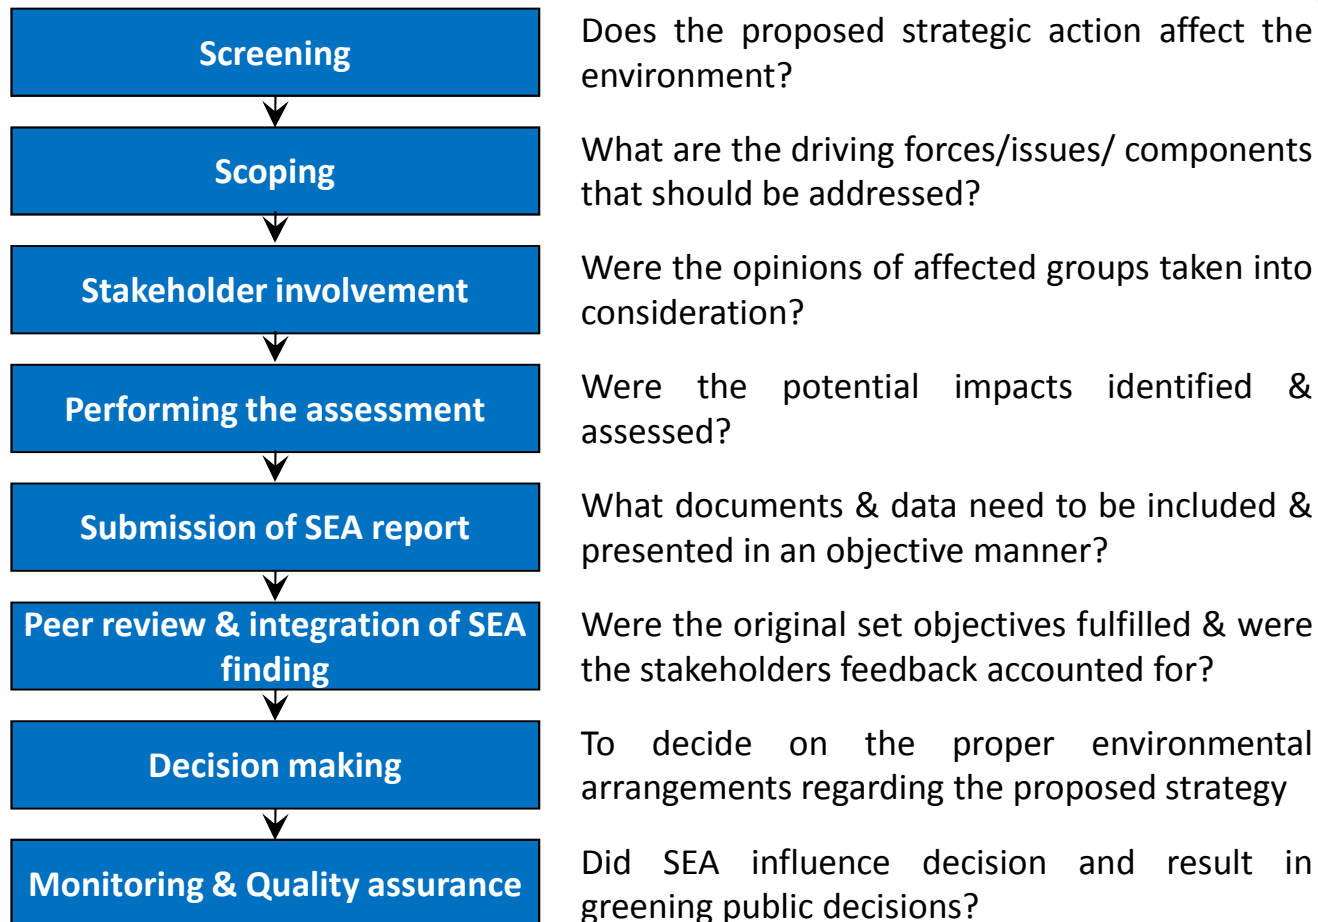 Screening
Does the proposed strategic action affect the
environment?
Scoping
What are the driving forces/issues/ components
that should be addressed?
Stakeholder involvement
Were the opinions of affected groups taken into
consideration?
Performing the assessment
Were the potential impacts identified &
assessed?
Submission of SEA report
What documents & data need to be included &
presented in an objective manner?
Peer review & integration of SEA
finding
Were the original set objectives fulfilled & were
the stakeholders feedback accounted for?
Decision making
To decide on the proper environmental
arrangements regarding the proposed strategy
Monitoring & Quality assurance
Did SEA influence decision and result in
greening public decisions?